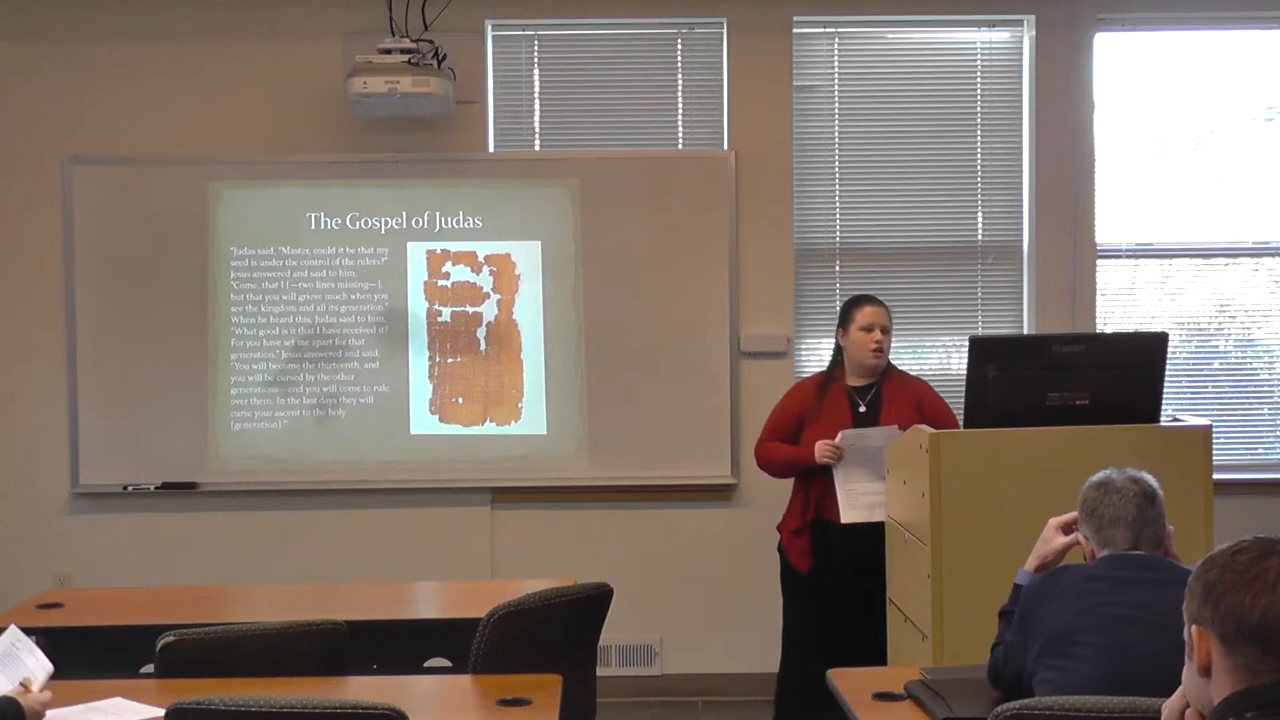 EPSON
The Gospel of Judas
"Judas said, "Master, could it be that my
seed is under the control of the rulers?"
Jesus answered and said to him,
"Come, that I [—two lines missing—],
but that you will grieve much when you
see the kingdom and all its generation."
When he heard this, Judas said to him,
"What good is it that I have received it?
For you have set me apart for that
generation." Jesus answered and said,
"You will become the thirteenth, and
you will be cursed by the other
generations—and you will come to rule
over them. In the last days they will
curse your ascent to the holy
[generation]."